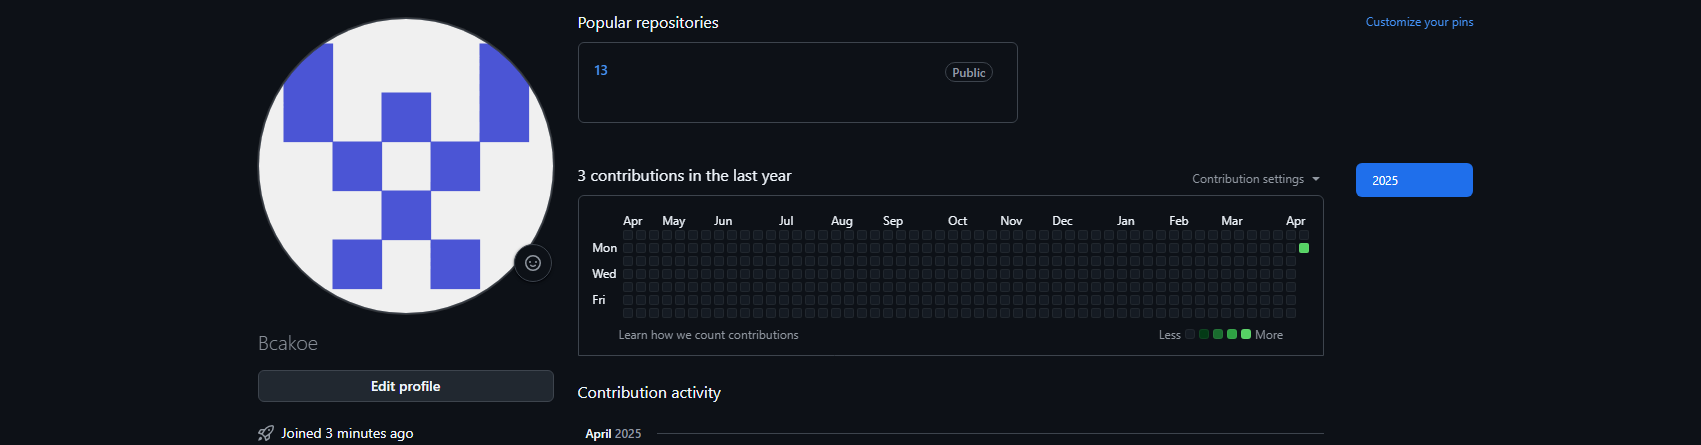 Popular repositories
Customize your pins
13
Public
3 contributions in the last year
Contribution settings
2025
Apr May Jun Jul Aug Sep Oct Nov Dec Jan Feb Mar Apr
Mon
Wed
Fri
Learn how we count contributions
Less
More
Bcakoe
Edit profile
Joined 3 minutes ago
Contribution activity
April 2025